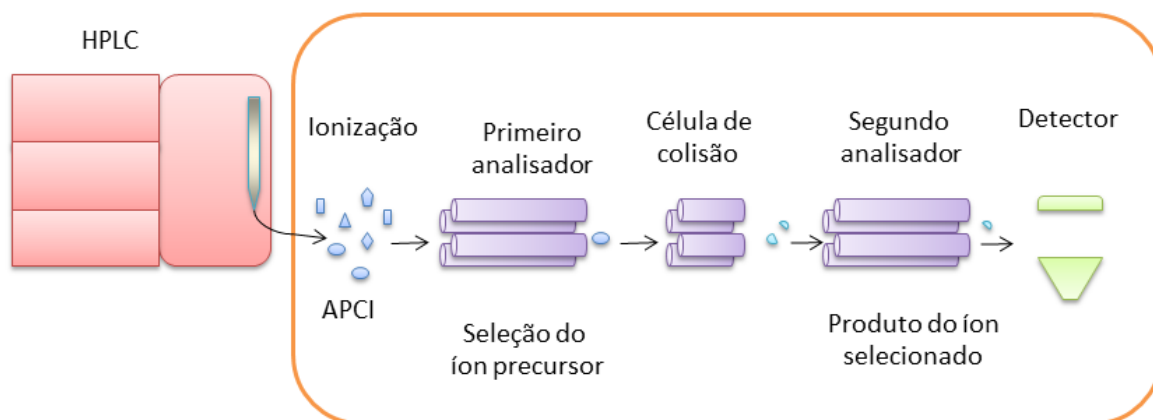 HPLC
Ionização
APCI
Primeiro
analisador
Seleção do
íon precursor
Célula de
colisão
Segundo
analisador
Produto do íon
selecionado
Detector